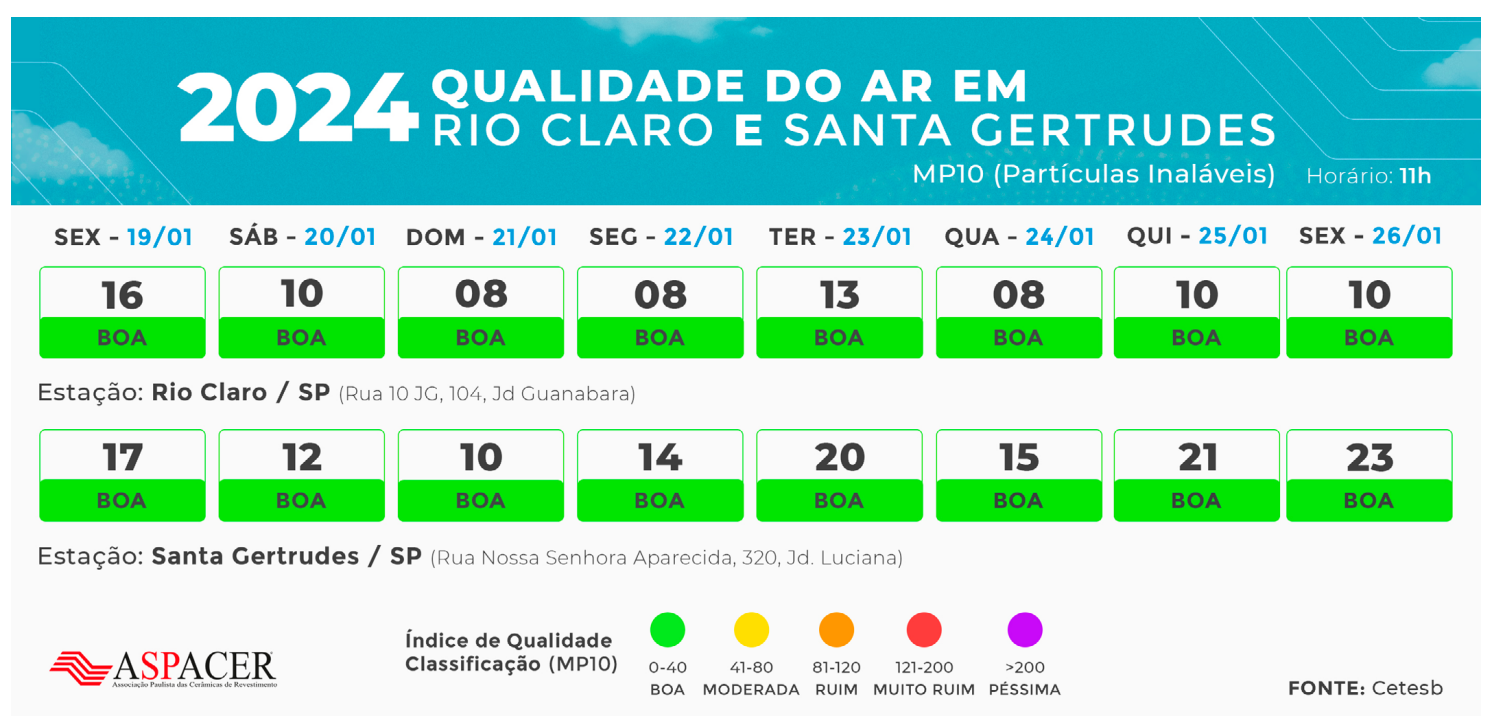 2024 QUALIDADE DO AR EM
RIO CLARO E SANTA GERTRUDES
MP10 (Partículas Inaláveis) Horário: 11h
SEX - 19/01 SÁB - 20/01 DOM - 21/01 SEG - 22/01 TER - 23/01 QUA - 24/01 QUI - 25/01 SEX - 26/01
16 10 08 08 13 08 10 10
BOA BOA BOA BOA BOA BOA BOA BOA
Estação: Rio Claro / SP (Rua 10 JG, 104, Jd Guanabara)
17 12 10 14 20 15 21 23
BOA BOA BOA BOA BOA BOA BOA BOA
Estação: Santa Gertrudes / SP (Rua Nossa Senhora Aparecida, 320, Jd. Luciana)
ASPACER
Associação Paulista das Cerâmicas de Revestimento
Índice de Qualidade
Classificação (MP10)
0-40 41-80 81-120 121-200 >200
BOA MODERADA RUIM MUITO RUIM PÉSSIMA
FONTE: Cetesb